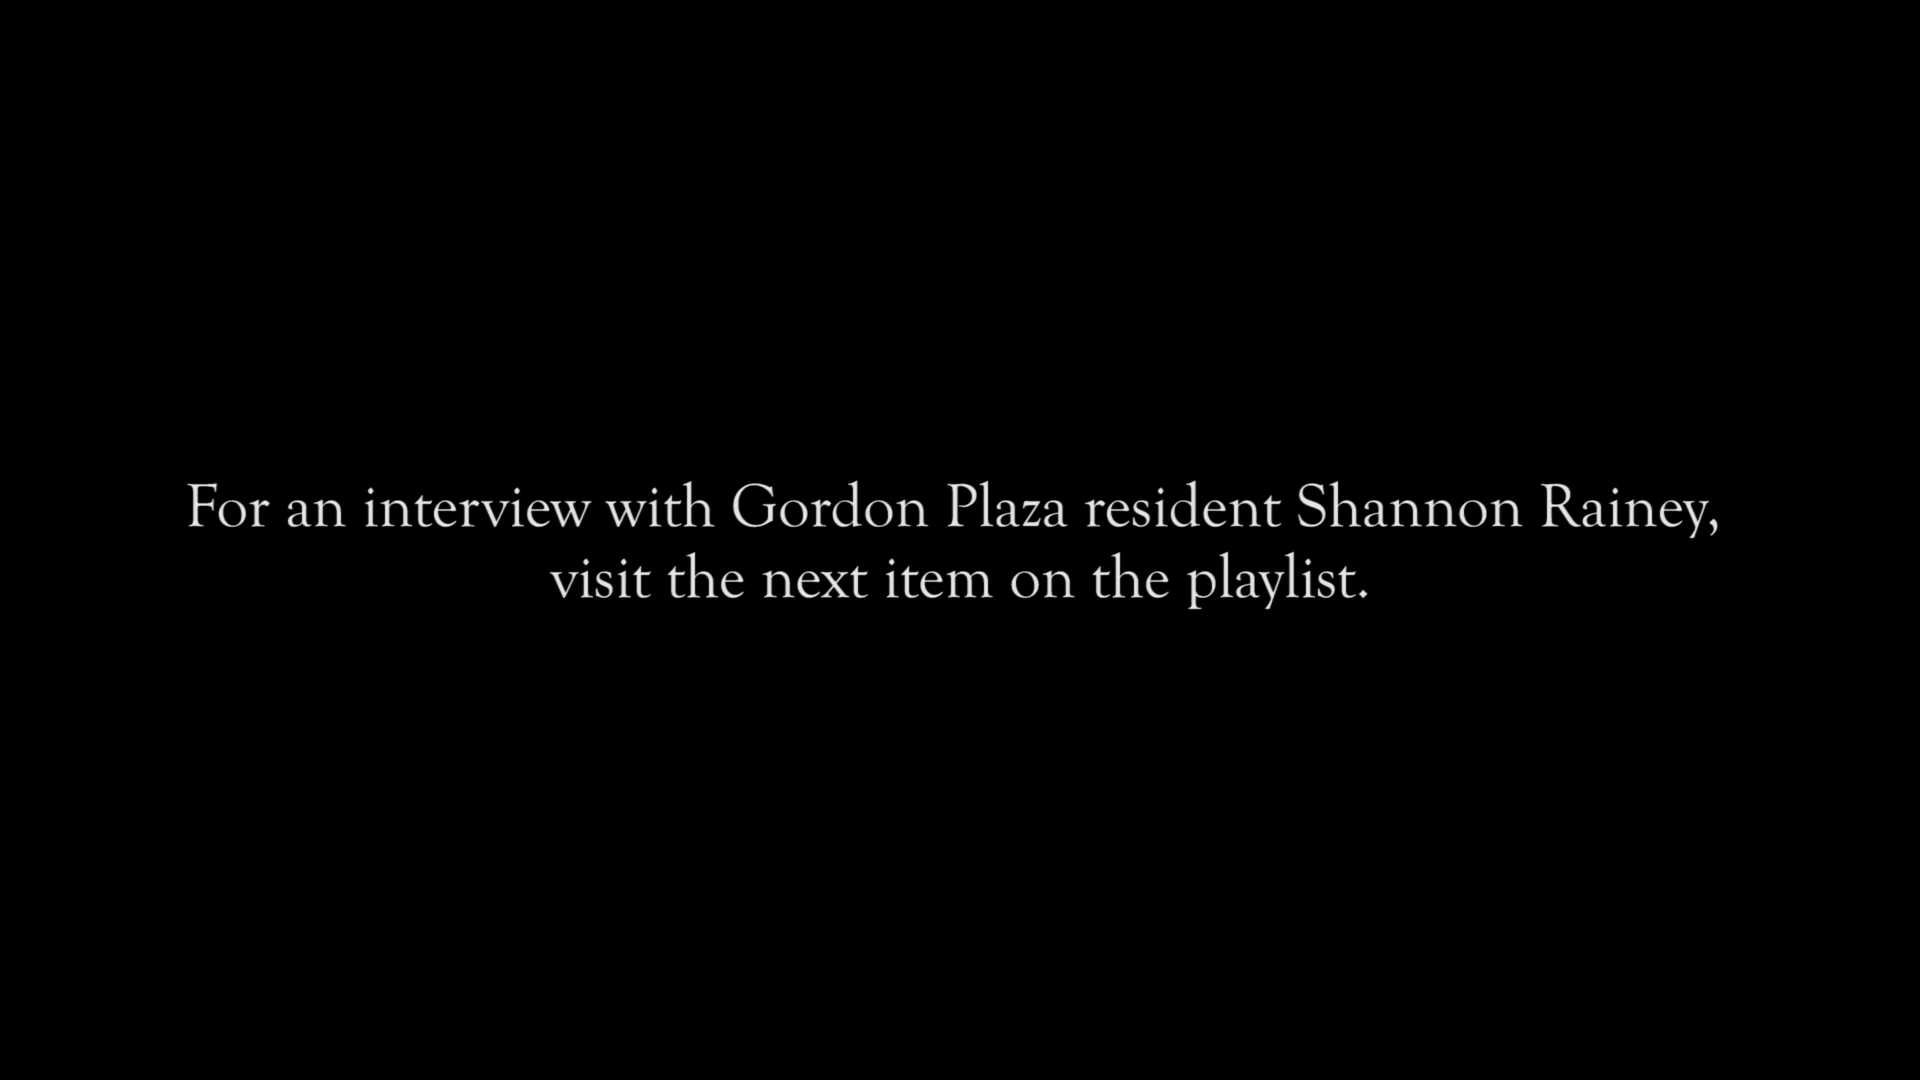 For an interview with Gordon Plaza resident Shannon Rainey,
visit the next item on the playlist.